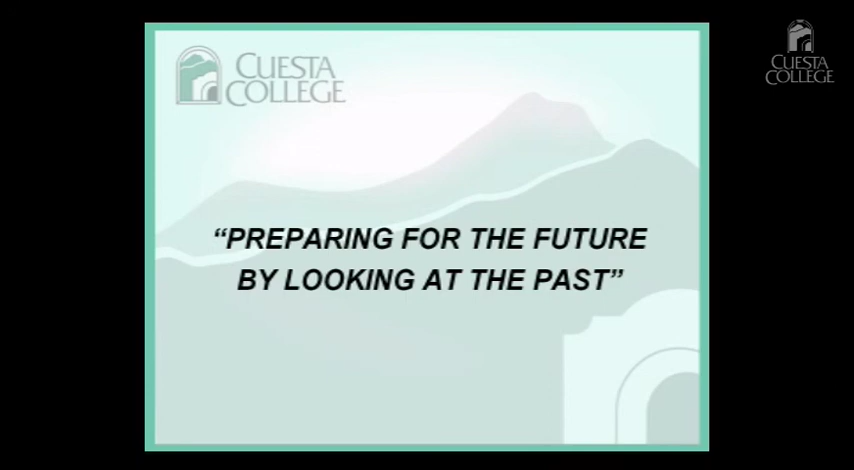 CUESTA
COLLEGE
CUESTA
COLLEGE
“PREPARING FOR THE FUTURE
BY LOOKING AT THE PAST”